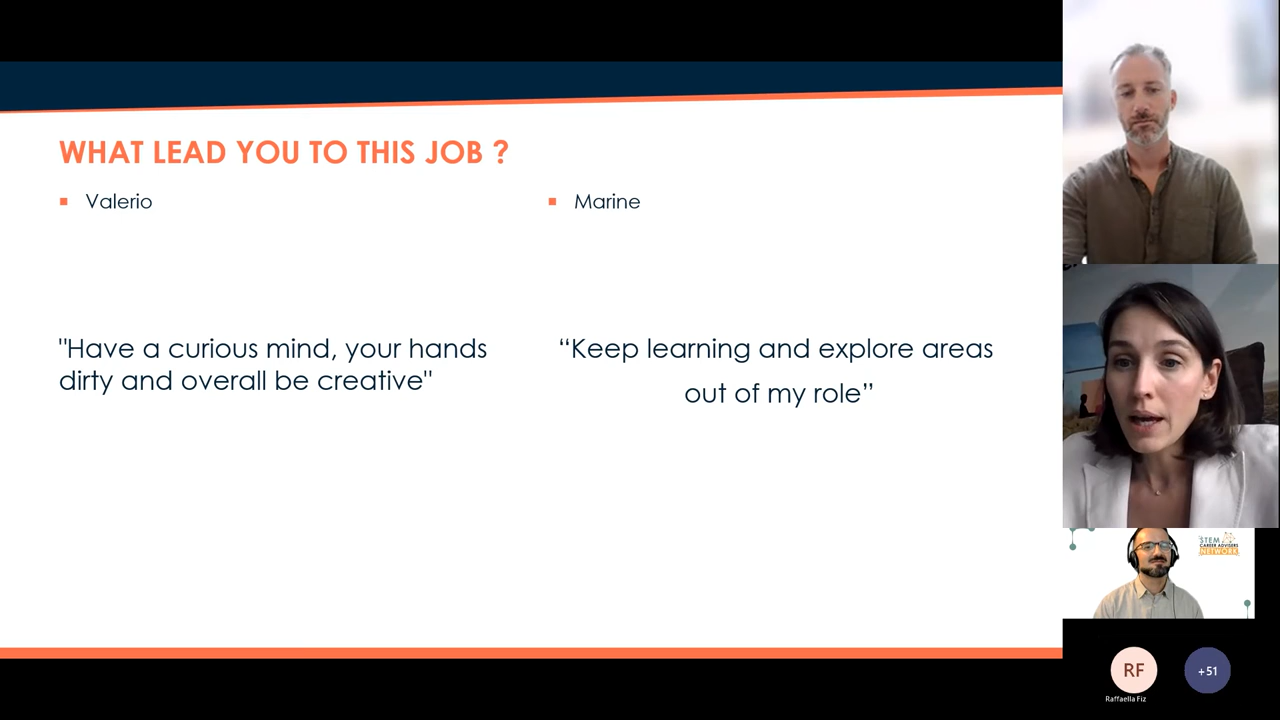 WHAT LEAD YOU TO THIS JOB ?
▪ Valerio
▪ Marine
"Have a curious mind, your hands
dirty and overall be creative"
“Keep learning and explore areas
out of my role”
STEM
CAREER ADVISERS
NETWORK
RF
+51
Raffaella Fiz